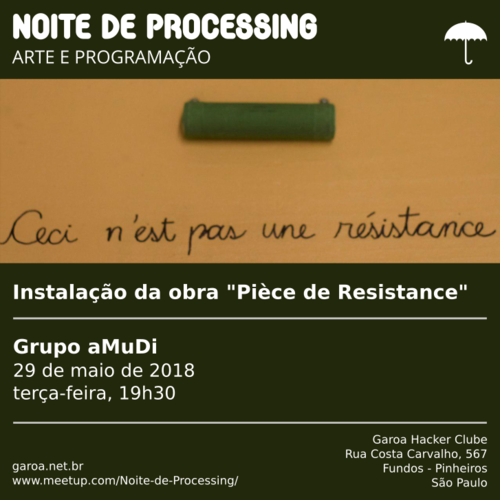 NOITE DE PROCESSING
ARTE E PROGRAMAÇÃO
Ceci n'est pas une résistance
Instalação da obra "Pièce de Resistance"
Grupo aMuDi
29 de maio de 2018
terça-feira, 19h30
garoa.net.br
www.meetup.com/Noite-de-Processing/
Garoa Hacker Clube
Rua Costa Carvalho, 567
Fundos - Pinheiros
São Paulo